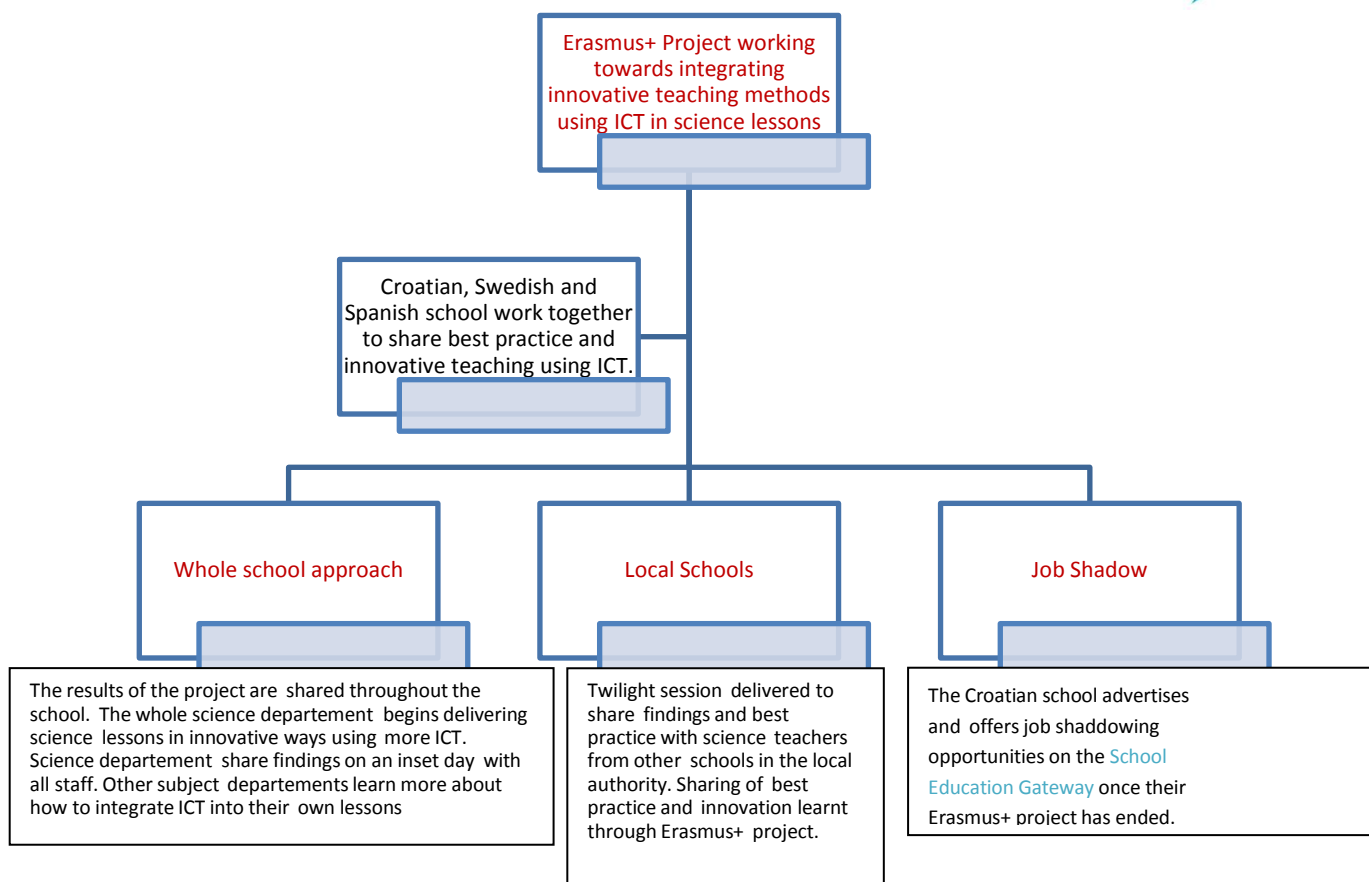 Erasmus+ Project working
towards integrating
innovative teaching methods
using ICT in science lessons
Croatian, Swedish and
Spanish school work together
to share best practice and
innovative teaching using ICT.
Whole school approach
Local Schools
Job Shadow
The results of the project are shared throughout the
school. The whole science departement begins delivering
science lessons in innovative ways using more ICT.
Science departement share findings on an inset day with
all staff. Other subject departements learn more about
how to integrate ICT into their own lessons
Twilight session delivered to
share findings and best
practice with science teachers
from other schools in the local
authority. Sharing of best
practice and innovation learnt
through Erasmus+ project.
The Croatian school advertises
and offers job shaddowing
opportunities on the School
Education Gateway once their
Erasmus+ project has ended.